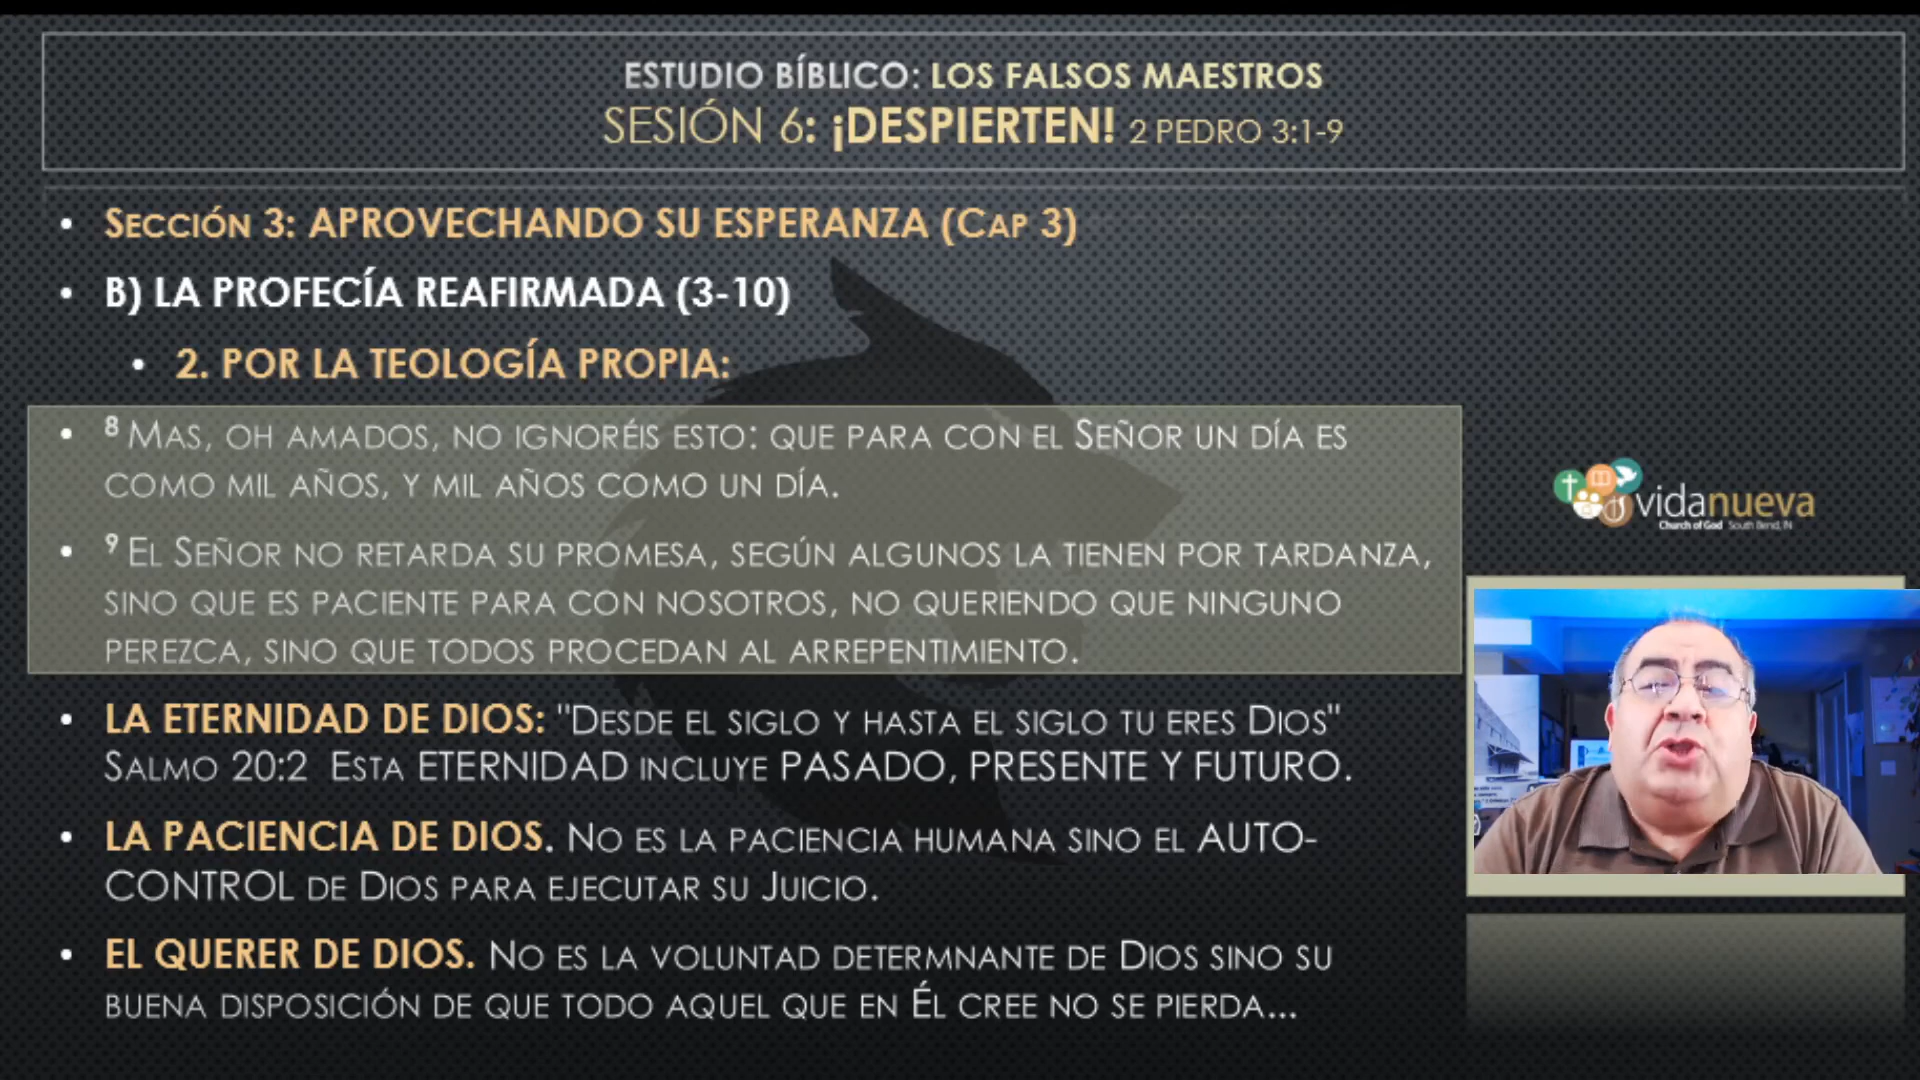 ESTUDIO BÍBLICO: LOS FALSOS MAESTROS
SESIÓN 6: ¡DESPIERTEN! 2 PEDRO 3:1-9
• SECCIÓN 3: APROVECHANDO SU ESPERANZA (CAP 3)
• B) LA PROFECÍA REAFIRMADA (3-10)
• 2. POR LA TEOLOGÍA PROPIA:
• 8 MAS, OH AMADOS, NO IGNORÉIS ESTO: QUE PARA CON EL SEÑOR UN DÍA ES
COMO MIL AÑOS, Y MIL AÑOS COMO UN DÍA.
• 9 EL SEÑOR NO RETARDA SU PROMESA, SEGÚN ALGUNOS LA TIENEN POR TARDANZA,
SINO QUE ES PACIENTE PARA CON NOSOTROS, NO QUERIENDO QUE NINGUNO
PEREZCA, SINO QUE TODOS PROCEDAN AL ARREPENTIMIENTO.
• LA ETERNIDAD DE DIOS: "DESDE EL SIGLO Y HASTA EL SIGLO TU ERES DIOS"
SALMO 20:2 ESTA ETERNIDAD INCLUYE PASADO, PRESENTE Y FUTURO.
• LA PACIENCIA DE DIOS. NO ES LA PACIENCIA HUMANA SINO EL AUTO-
CONTROL DE DIOS PARA EJECUTAR SU JUICIO.
• EL QUERER DE DIOS. NO ES LA VOLUNTAD DETERMNANTE DE DIOS SINO SU
BUENA DISPOSICIÓN DE QUE TODO AQUEL QUE EN ÉL CREE NO SE PIERDA...
vidanueva
Church of God South Bend, IN